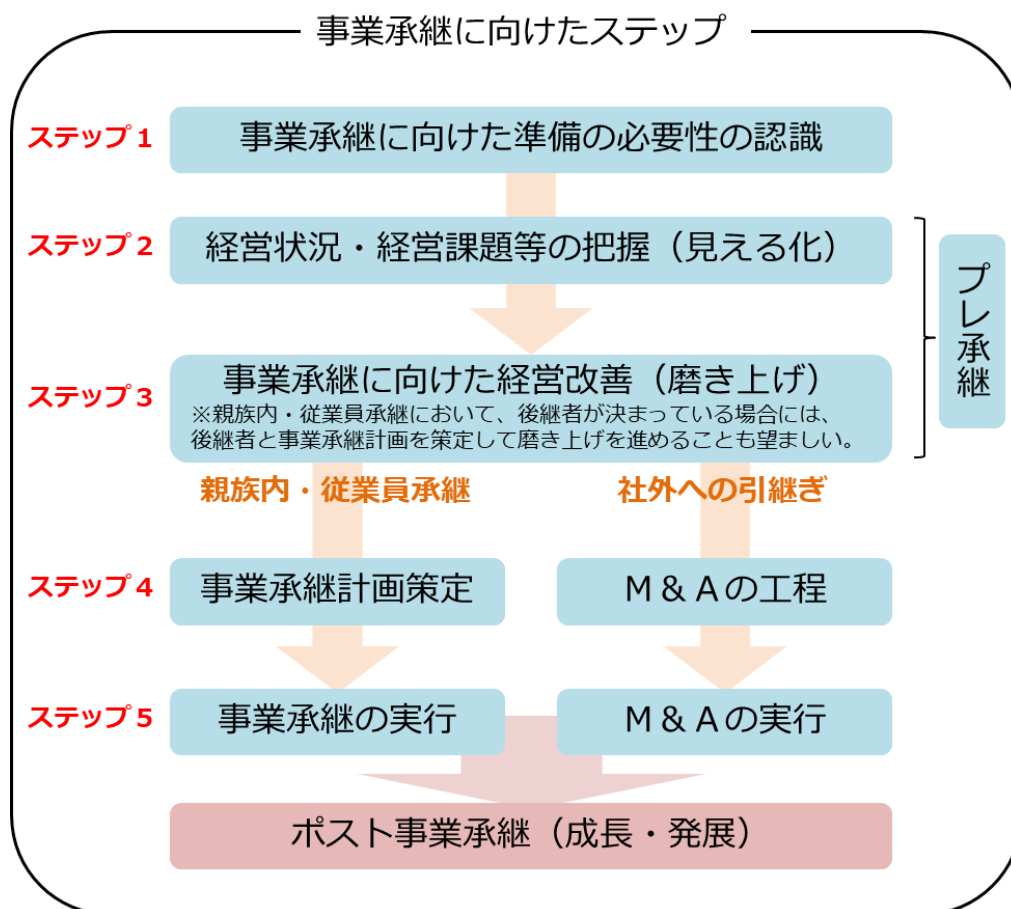 事業承継に向けたステップ
ステップ1
事業承継に向けた準備の必要性の認識
ステップ2
経営状況・経営課題等の把握（見える化）
プレ承継
ステップ3
事業承継に向けた経営改善（磨き上げ）
※親族内・従業員承継において、後継者が決まっている場合には、
後継者と事業承継計画を策定して磨き上げを進めることも望ましい。
親族内・従業員承継
社外への引継ぎ
ステップ4
事業承継計画策定
Ｍ＆Ａの工程
ステップ5
事業承継の実行
Ｍ＆Ａの実行
ポスト事業承継（成長・発展）